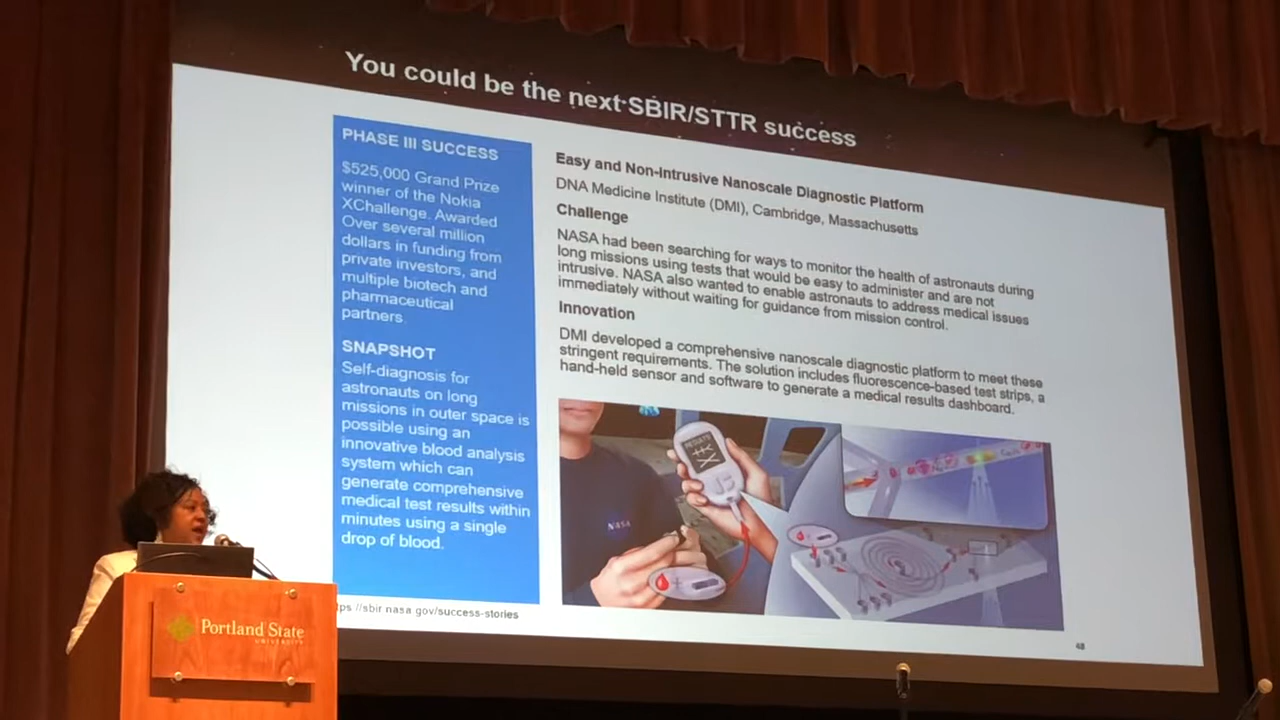 You could be the next SBIR/STTR success
PHASE III SUCCESS
$525,000 Grand Prize
winner of the Nokia
XChallenge. Awarded
Over several million
dollars in funding from
private investors, and
multiple biotech and
pharmaceutical
partners.
SNAPSHOT
Self-diagnosis for
astronauts on long
missions in outer space is
possible using an
innovative blood analysis
system which can
generate comprehensive
medical test results within
minutes using a single
drop of blood.
Easy and Non-Intrusive Nanoscale Diagnostic Platform
DNA Medicine Institute (DMI), Cambridge, Massachusetts
Challenge
NASA had been searching for ways to monitor the health of astronauts during
long missions using tests that would be easy to administer and are not
intrusive. NASA also wanted to enable astronauts to address medical issues
immediately without waiting for guidance from mission control.
Innovation
DMI developed a comprehensive nanoscale diagnostic platform to meet these
stringent requirements. The solution includes fluorescence-based test strips, a
hand-held sensor and software to generate a medical results dashboard.
RESULTS
NASA
Cells
tps://sbir.nasa.gov/success-stories
48
Portland State
UNIVERSITY